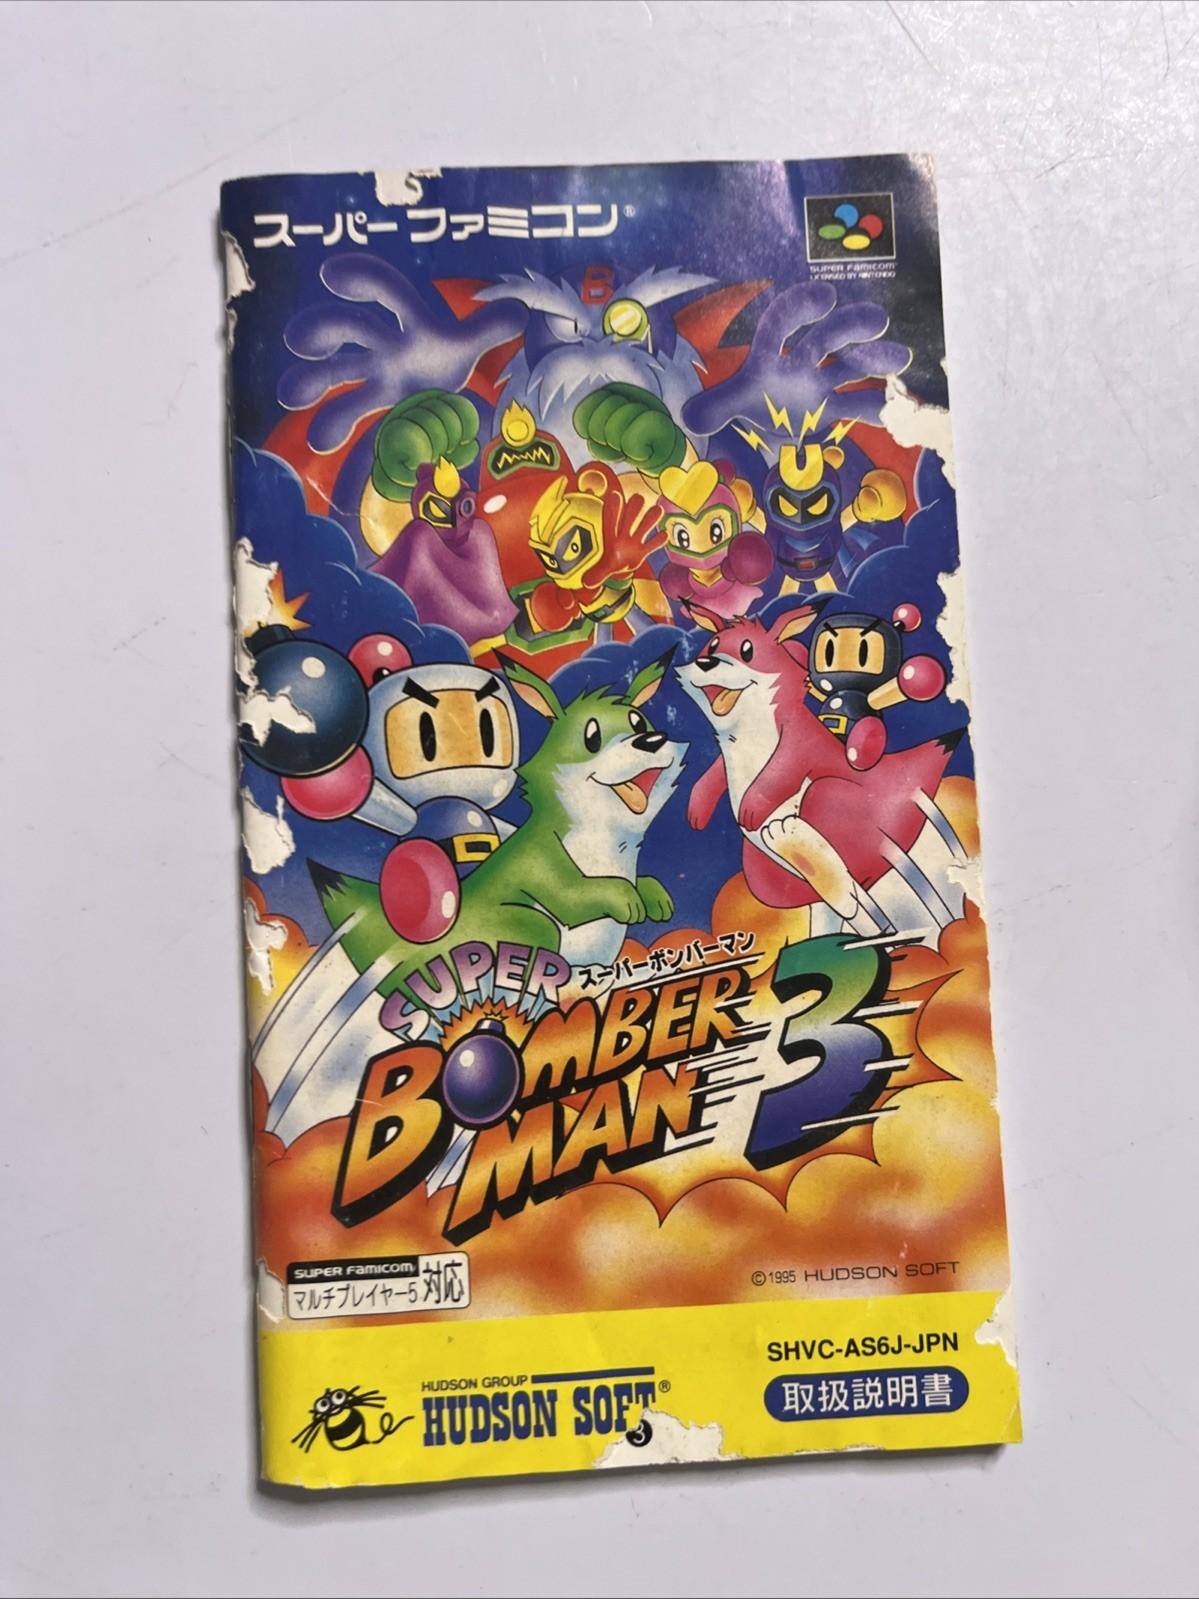 スーパーファミコン®
SUPER FAMICOM
LICENSED BY NINTENDO
B
SUPER
スーパーボンバーマン
BOMBER
MAN 3
SUPER FAMICOM
マルチプレイヤー5 対応
©1995 HUDSON SOFT
SHVC-AS6J-JPN
取扱説明書
HUDSON GROUP
HUDSON SOFT®
3